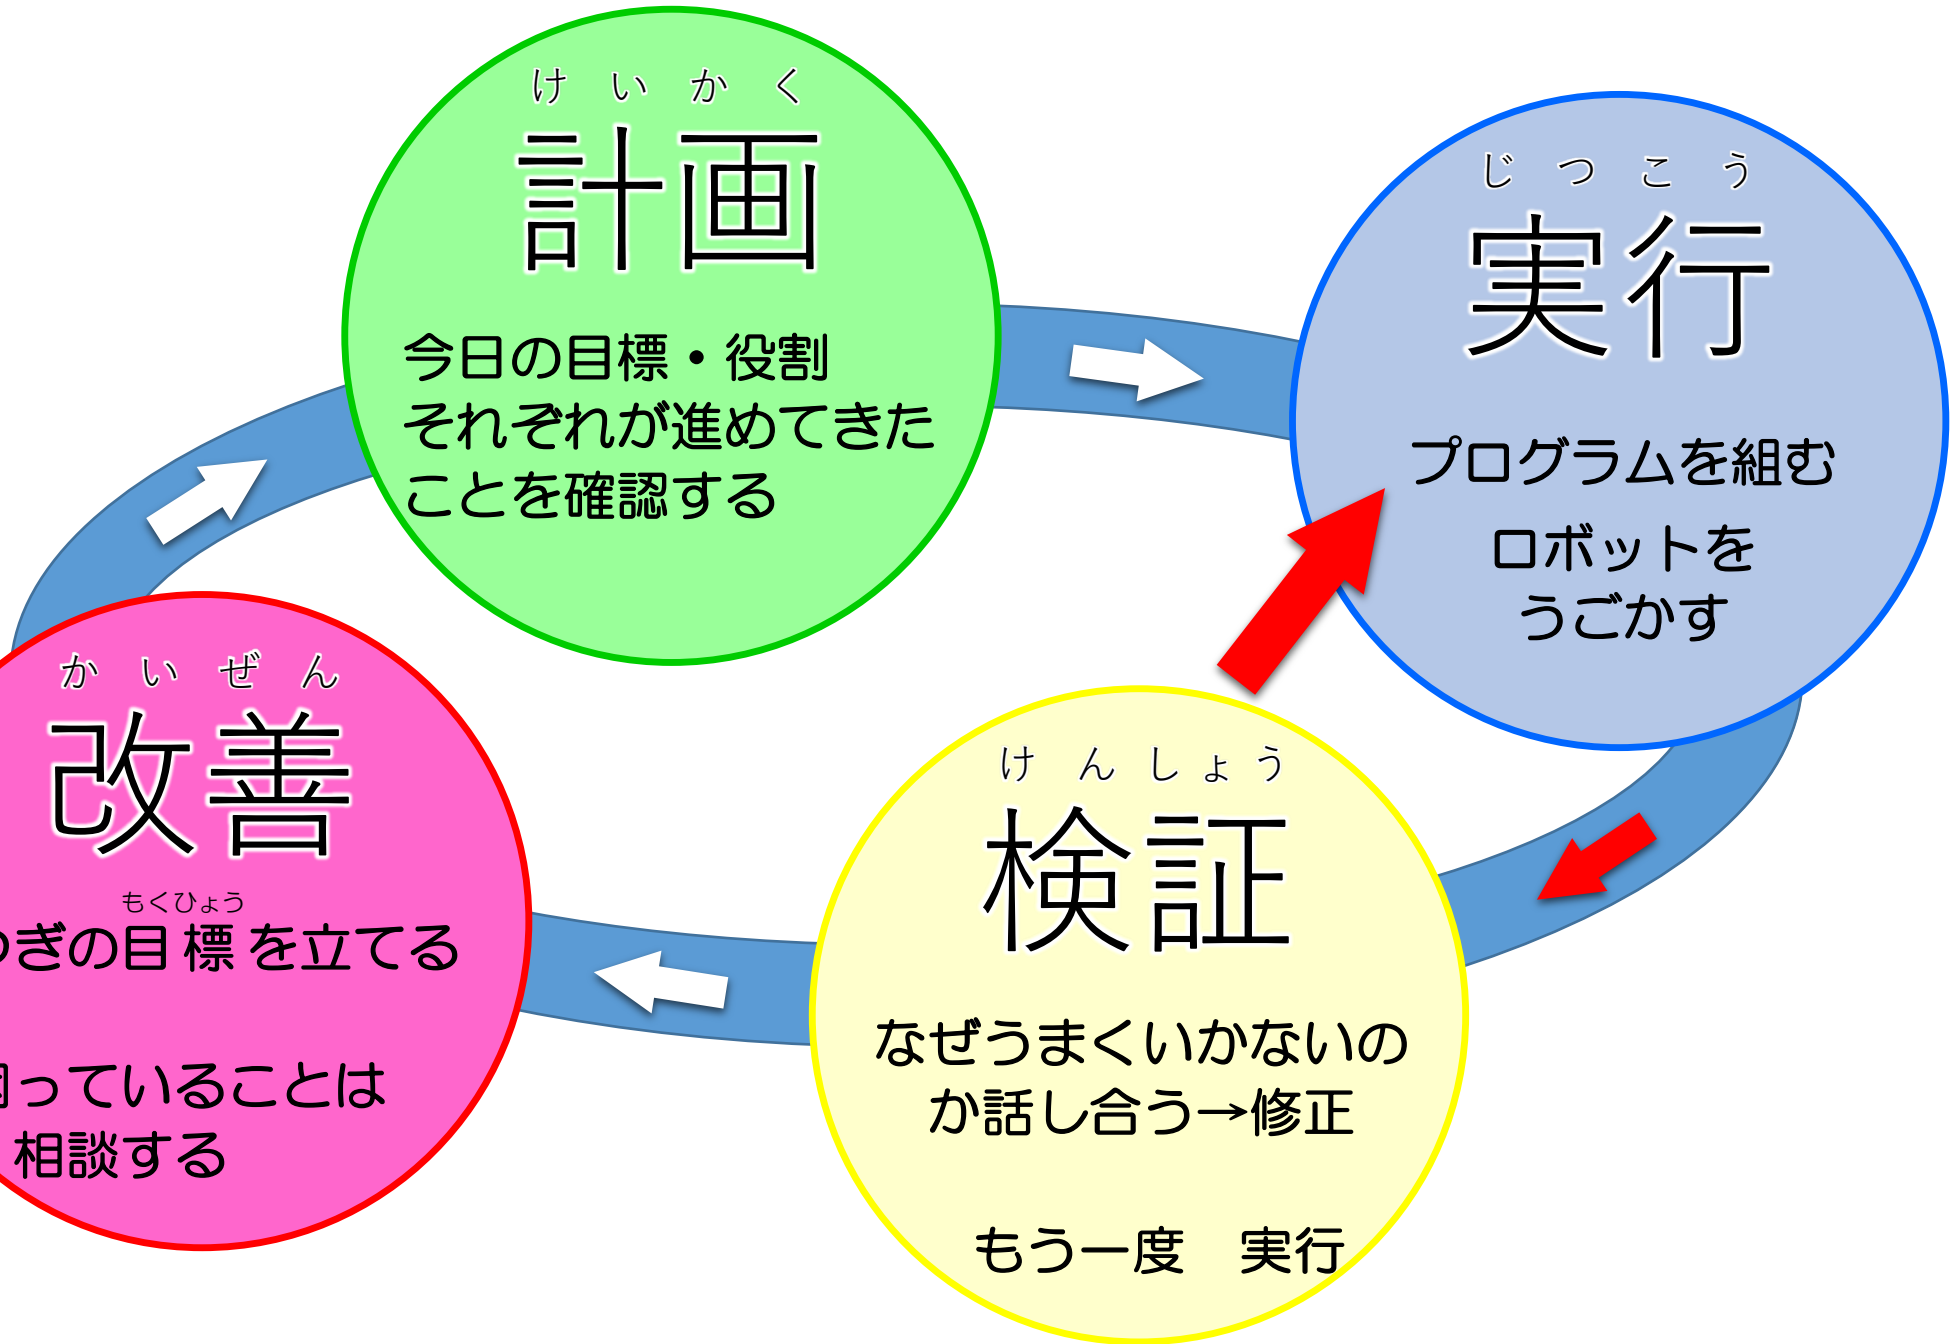 けいかく
計画
今日の目標・役割
それぞれが進めてきた
ことを確認する
じつこう
実行
プログラムを組む
ロボットを
うごかす
けんしょう
検証
なぜうまくいかないの
か話し合う→修正
もう一度　実行
かいぜん
改善
もくひょう
ぎの目標を立てる
っていることは
相談する